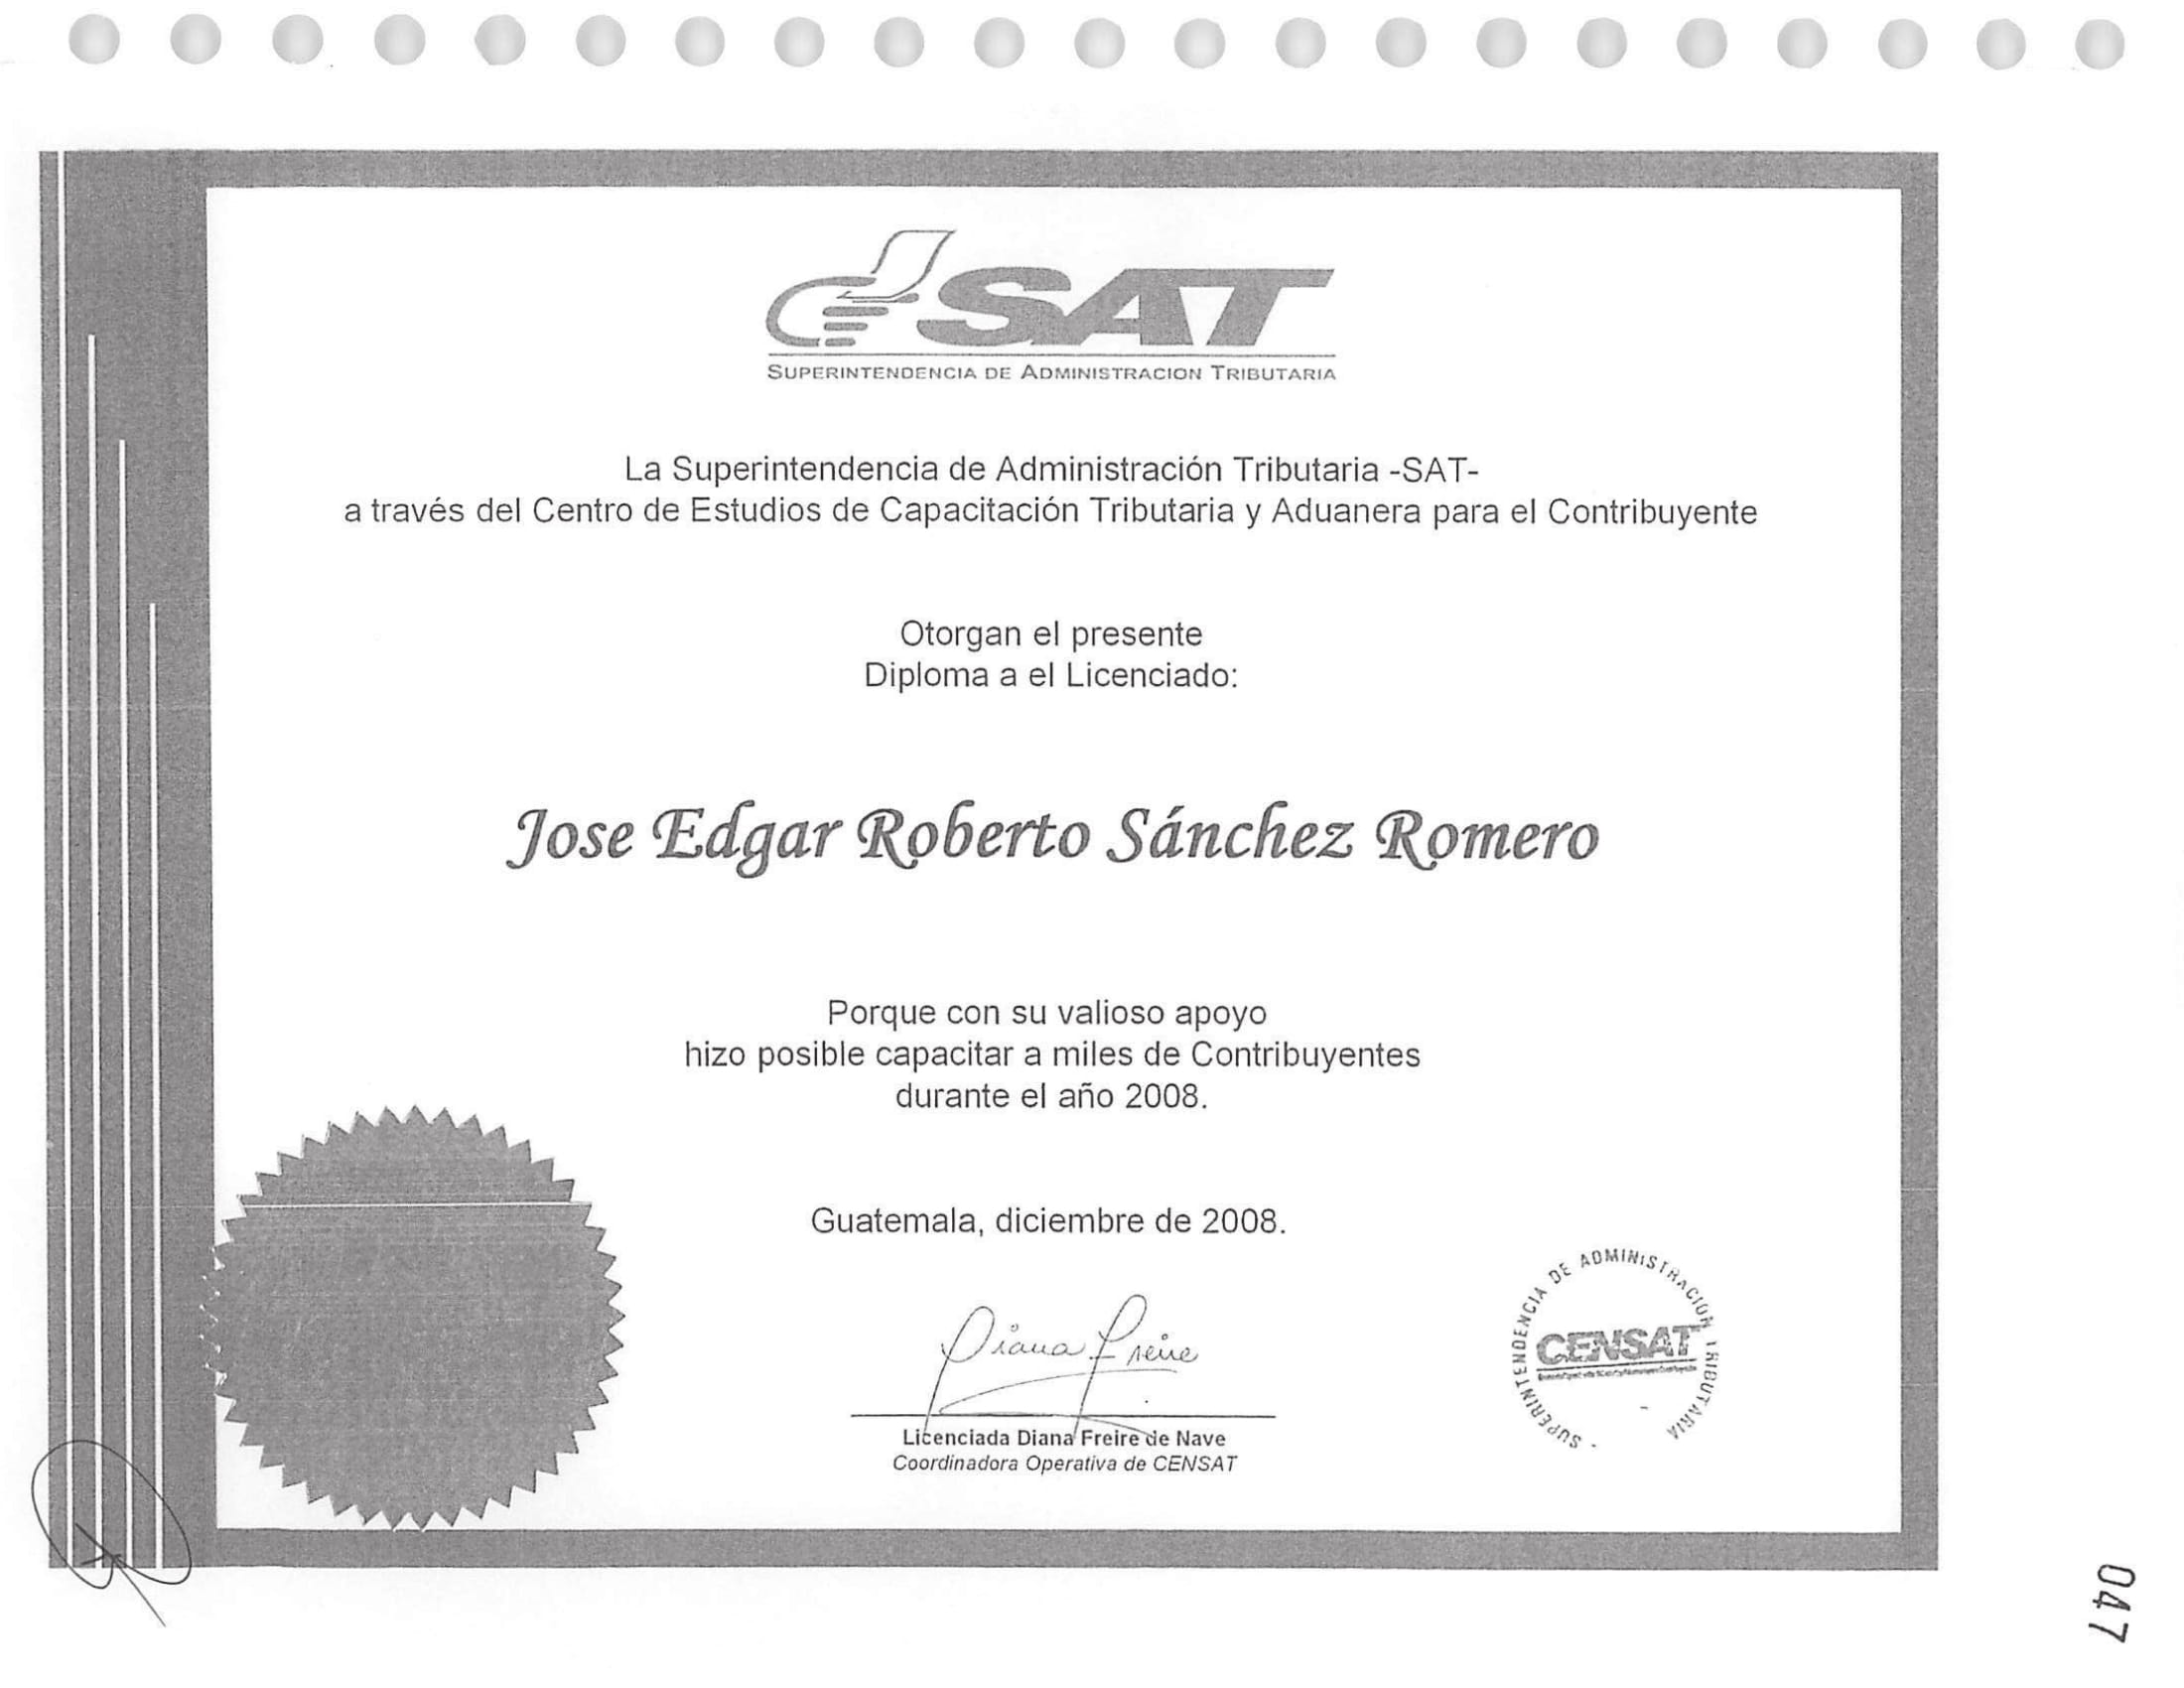 SAT
SUPERINTENDENCIA DE ADMINISTRACION TRIBUTARIA
La Superintendencia de Administración Tributaria -SAT-
a través del Centro de Estudios de Capacitación Tributaria y Aduanera para el Contribuyente
Otorgan el presente
Diploma a el Licenciado:
Jose Edgar Roberto Sánchez Romero
Porque con su valioso apoyo
hizo posible capacitar a miles de Contribuyentes
durante el año 2008.
Guatemala, diciembre de 2008.
Diana Freire
Licenciada Diana Freire de Nave
Coordinadora Operativa de CENSAT
- SUPERINTENDENCIA DE ADMINISTRACION TRIBUTARIA
CENSAT
047